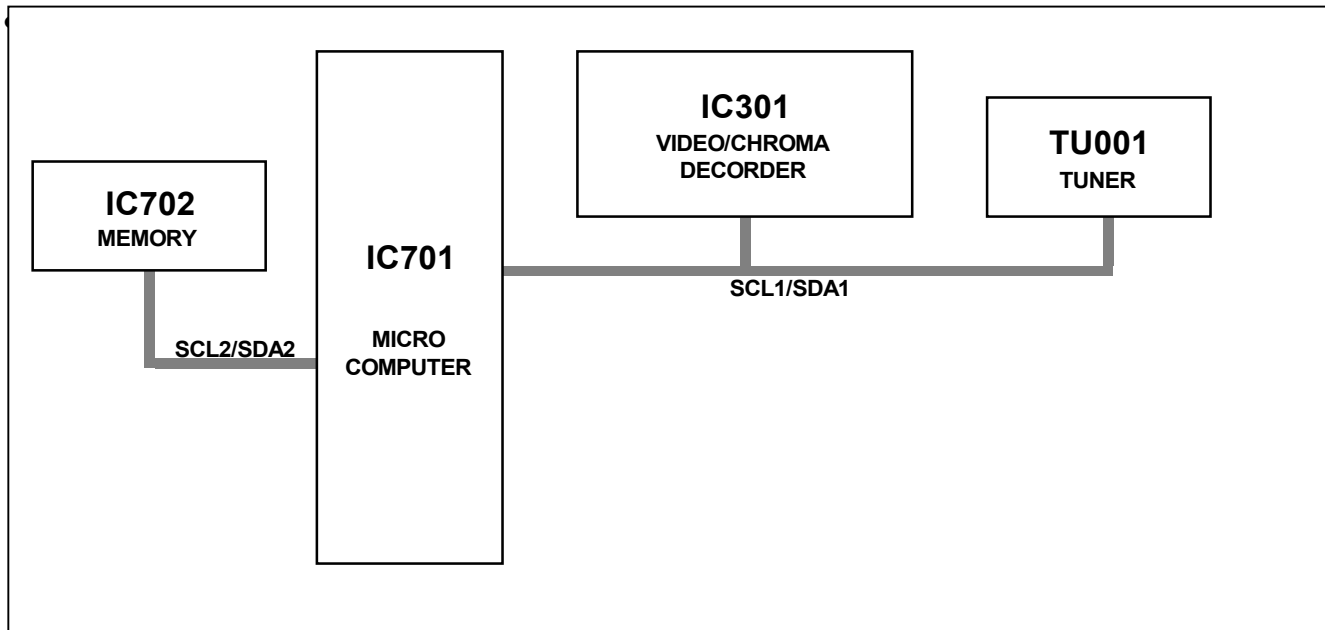 IC702
MEMORY
SCL2/SDA2
IC701
MICRO
COMPUTER
IC301
VIDEO/CHROMA
DECORDER
SCL1/SDA1
TU001
TUNER